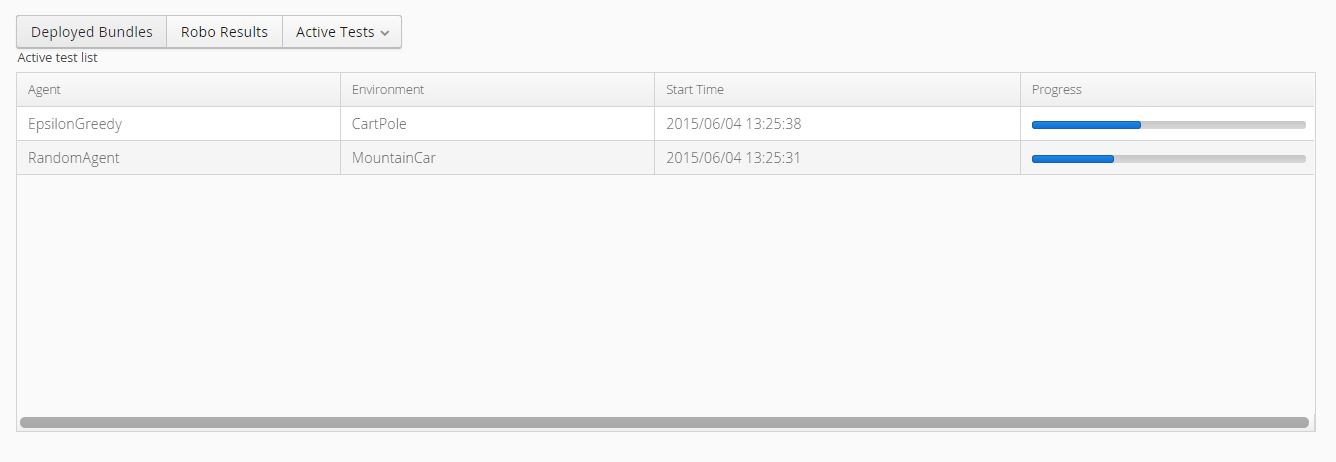 Deployed Bundles Robo Results Active Tests
Active test list
Agent Environment Start Time Progress
EpsilonGreedy CartPole 2015/06/04 13:25:38
RandomAgent MountainCar 2015/06/04 13:25:31